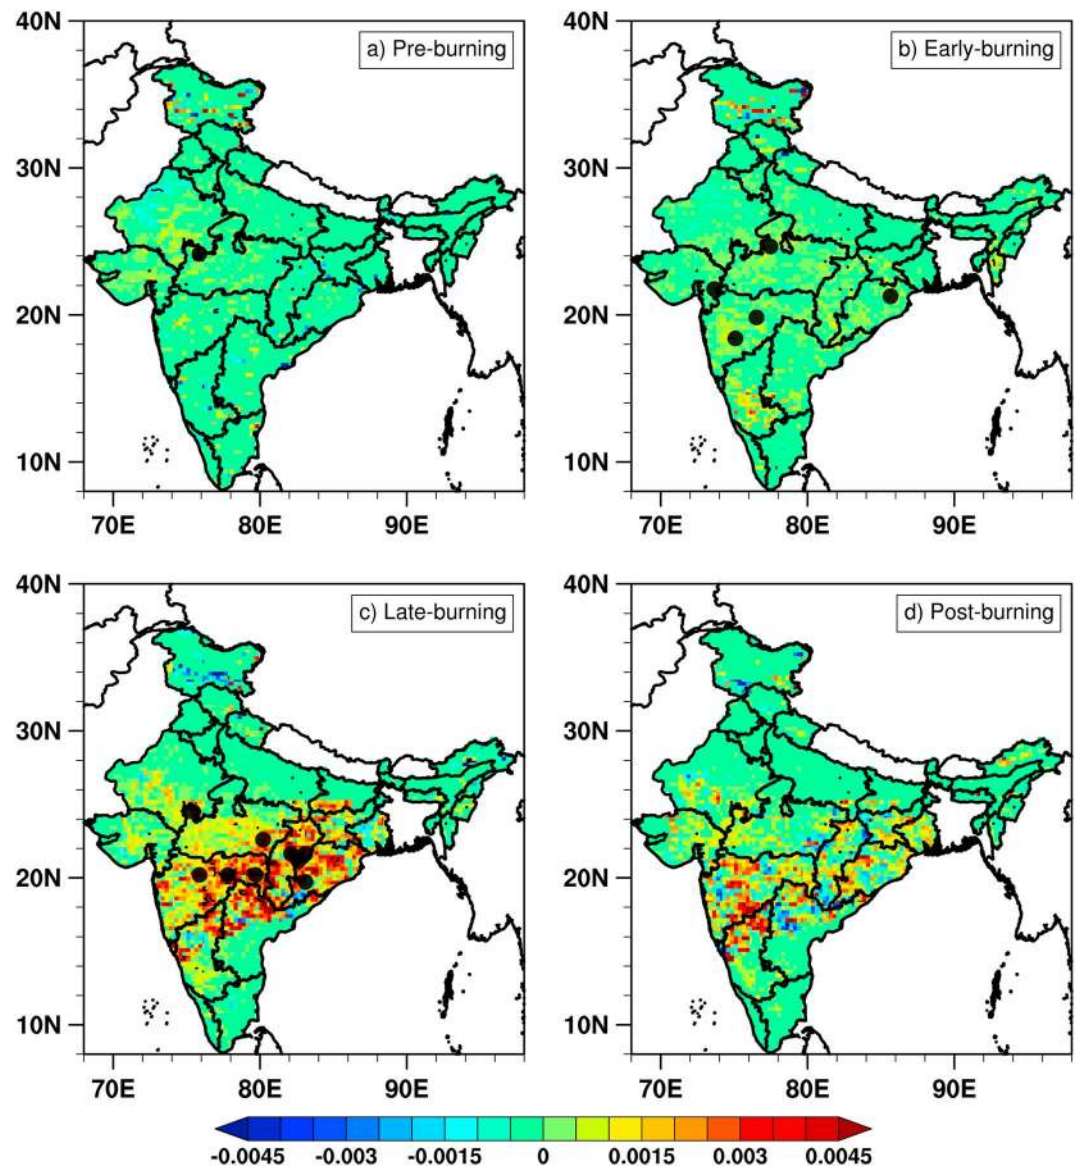 40N
a) Pre-burning
30N
20N
10N
70E 80E 90E
40N
b) Early-burning
30N
20N
10N
70E 80E 90E
40N
c) Late-burning
30N
20N
10N
70E 80E 90E
40N
d) Post-burning
30N
20N
10N
70E 80E 90E
-0.0045 -0.003 -0.0015 0 0.0015 0.003 0.0045